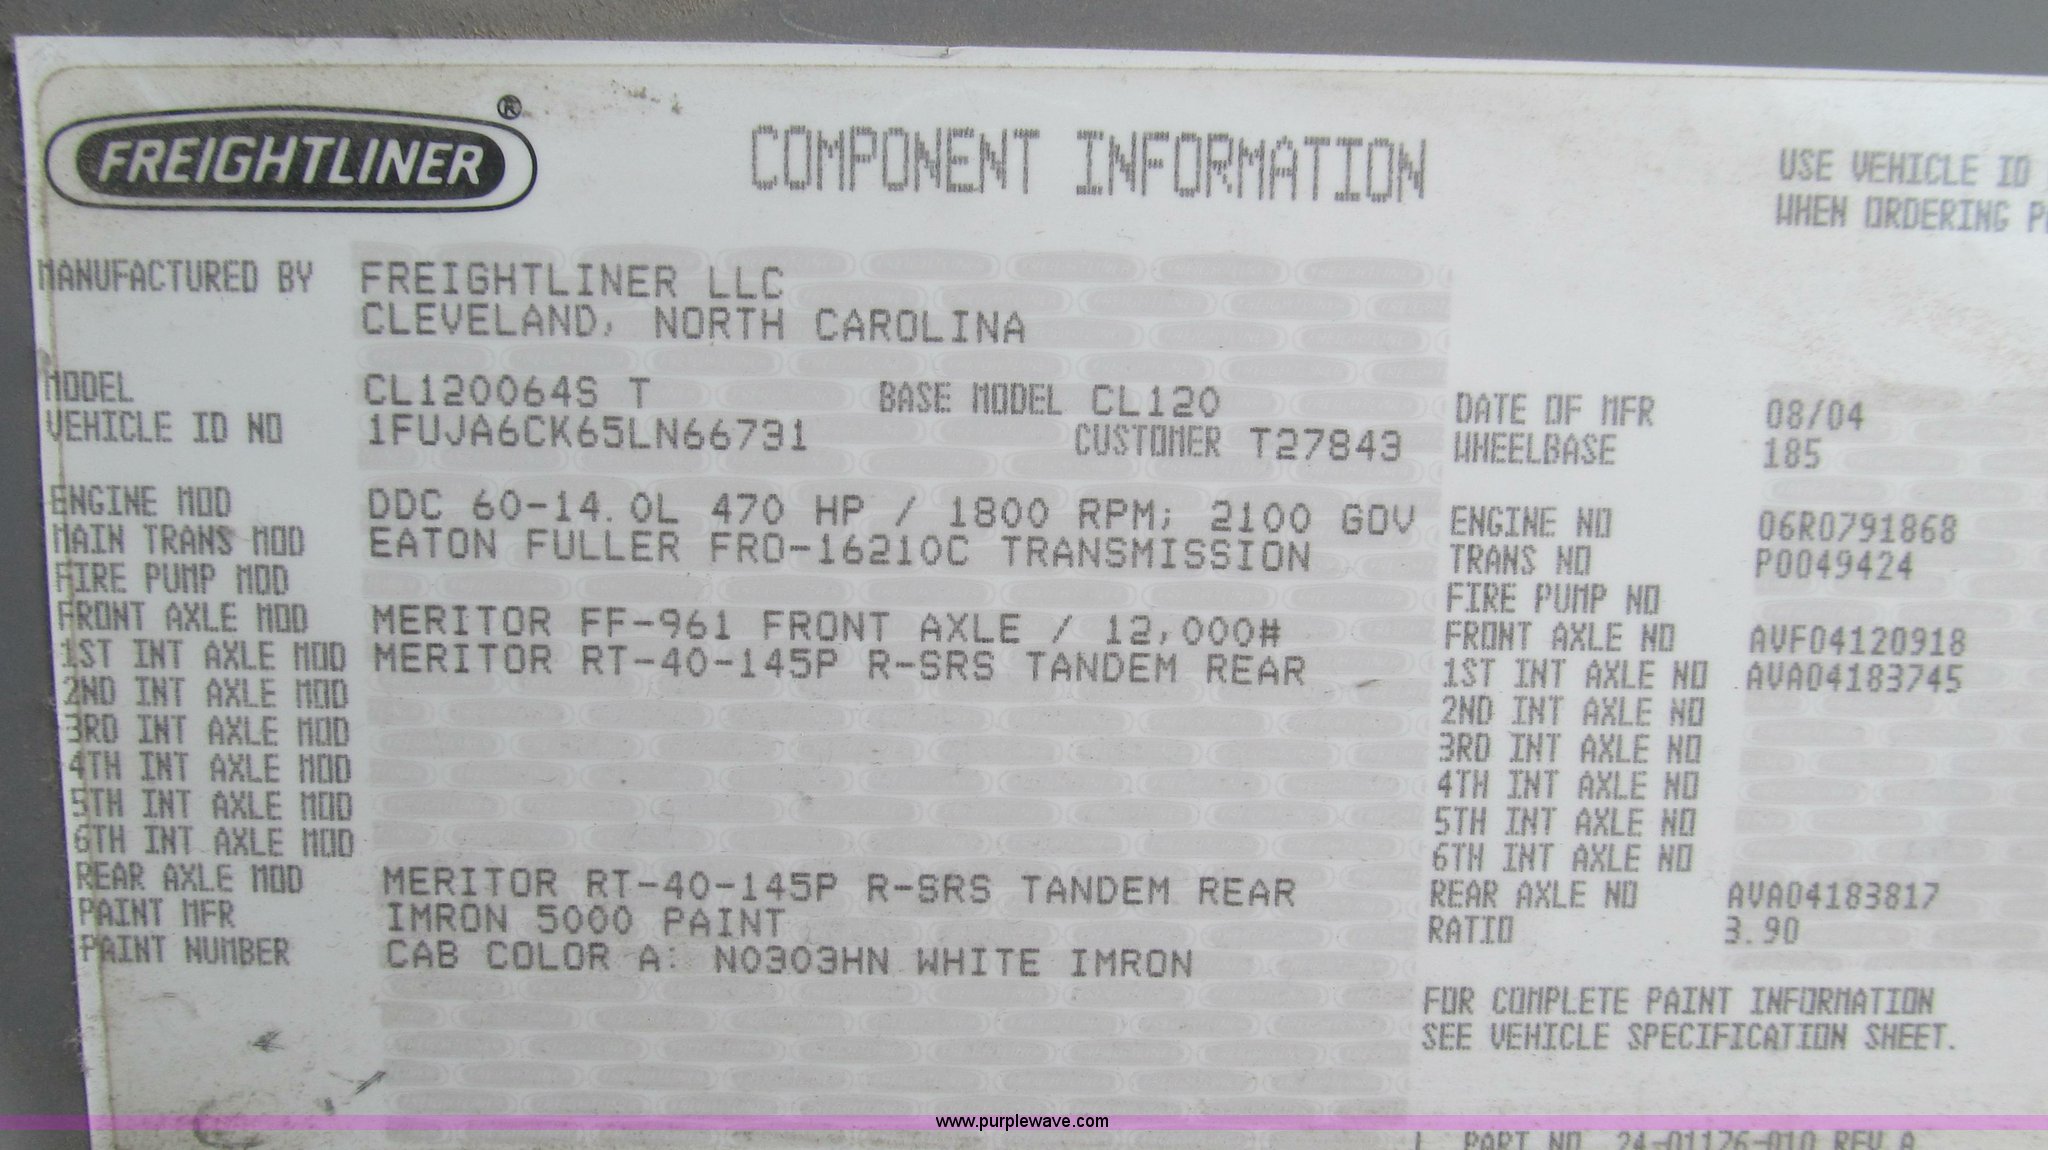 FREIGHTLINER ®
COMPONENT INFORMATION
USE VEHICLE ID
WHEN ORDERING
MANUFACTURED BY FREIGHTLINER LLC
CLEVELAND, NORTH CAROLINA
MODEL CL120064S T BASE MODEL CL120 DATE OF MFR 08/04
VEHICLE ID NO 1FUJA6CK65LN66731 CUSTOMER T27843 WHEELBASE 185
ENGINE MOD DDC 60-14.0L 470 HP / 1800 RPM; 2100 GOV ENGINE NO 06R0791868
MAIN TRANS MOD EATON FULLER FRO-16210C TRANSMISSION TRANS NO P0049424
FIRE PUMP MOD FIRE PUMP NO
FRONT AXLE MOD MERITOR FF-961 FRONT AXLE / 12,000# FRONT AXLE NO AVF04120918
1ST INT AXLE MOD MERITOR RT-40-145P R-SRS TANDEM REAR 1ST INT AXLE NO AVA04183745
2ND INT AXLE MOD 2ND INT AXLE NO
3RD INT AXLE MOD 3RD INT AXLE NO
4TH INT AXLE MOD 4TH INT AXLE NO
5TH INT AXLE MOD 5TH INT AXLE NO
6TH INT AXLE MOD 6TH INT AXLE NO
REAR AXLE MOD MERITOR RT-40-145P R-SRS TANDEM REAR REAR AXLE NO AVA04183817
PAINT MFR IMRON 5000 PAINT RATIO 3.90
PAINT NUMBER CAB COLOR A: N0303HN WHITE IMRON
FOR COMPLETE PAINT INFORMATION
SEE VEHICLE SPECIFICATION SHEET.
www.purplewave.com
PART NO. 24-01176-010 REV A